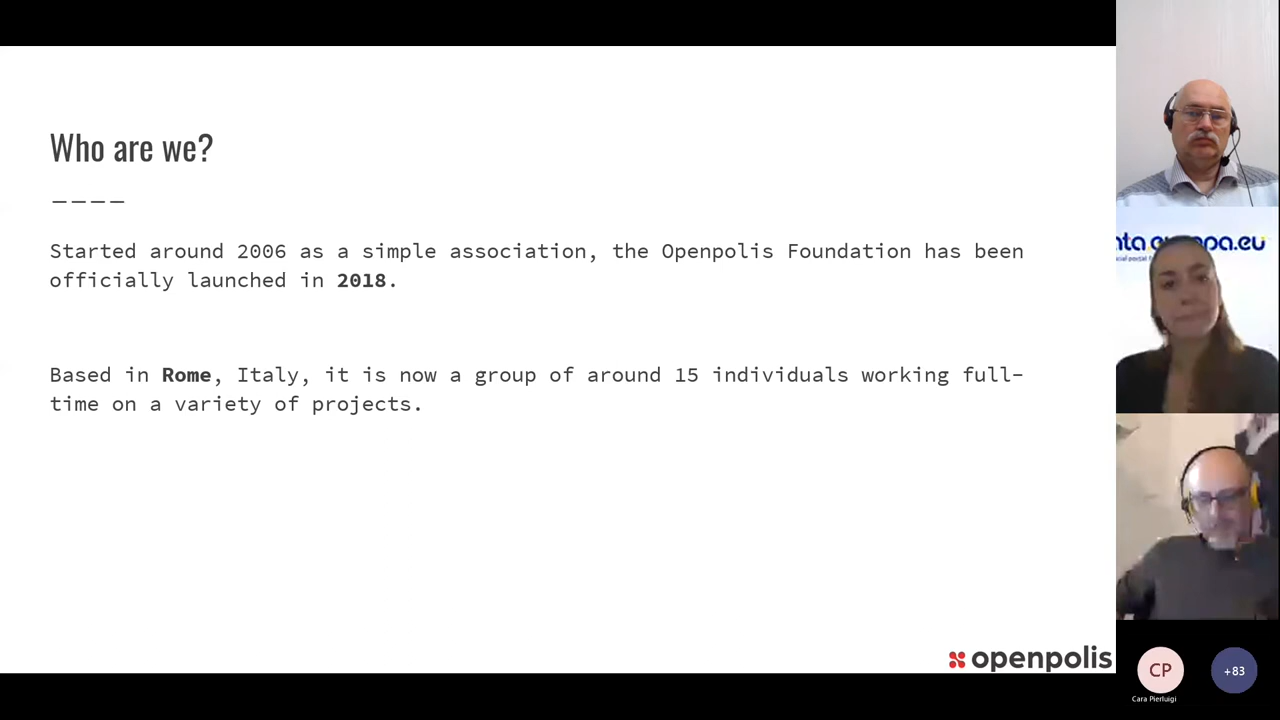 Who are we?
————
Started around 2006 as a simple association, the Openpolis Foundation has been
officially launched in 2018.
Based in Rome, Italy, it is now a group of around 15 individuals working full-
time on a variety of projects.
openpolis
.eu
CP
+83
Cara Pierluigi